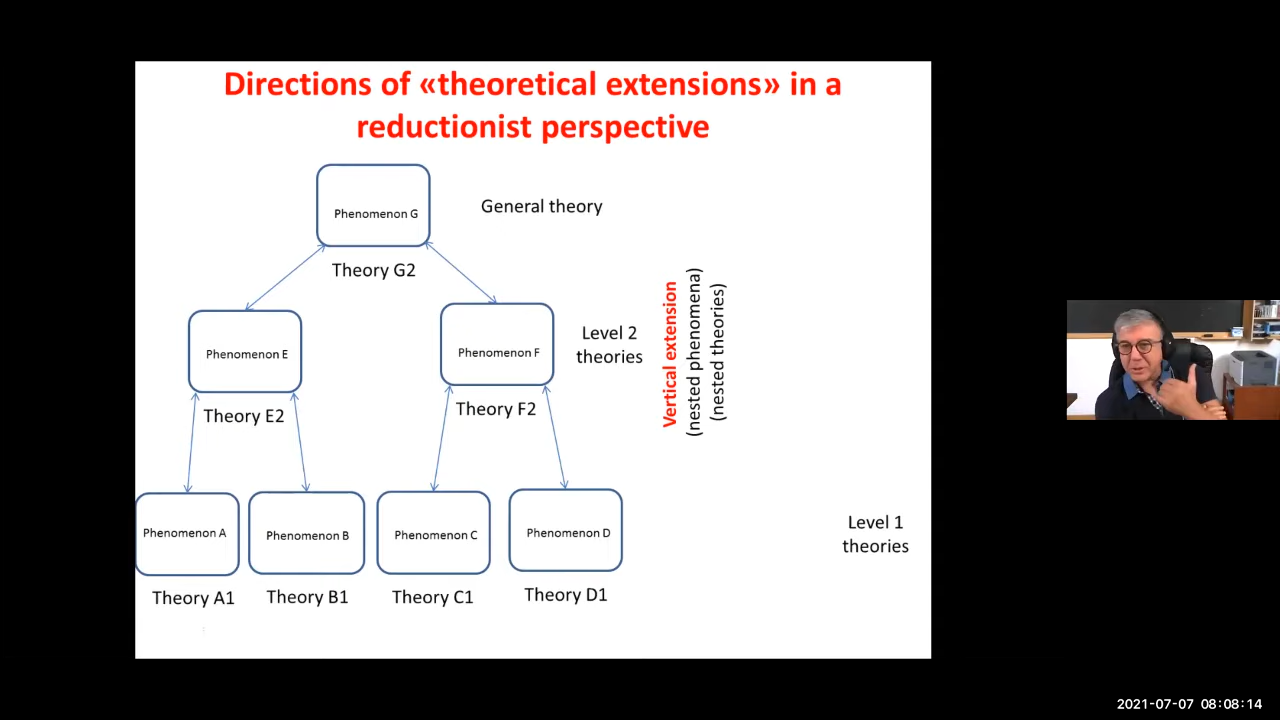 Directions of «theoretical extensions» in a
reductionist perspective
Phenomenon G
General theory
Theory G2
Phenomenon E
Phenomenon F
Level 2
theories
Theory E2
Theory F2
Vertical extension
(nested phenomena)
(nested theories)
Phenomenon A
Phenomenon B
Phenomenon C
Phenomenon D
Level 1
theories
Theory A1
Theory B1
Theory C1
Theory D1
2021-07-07 08:08:14